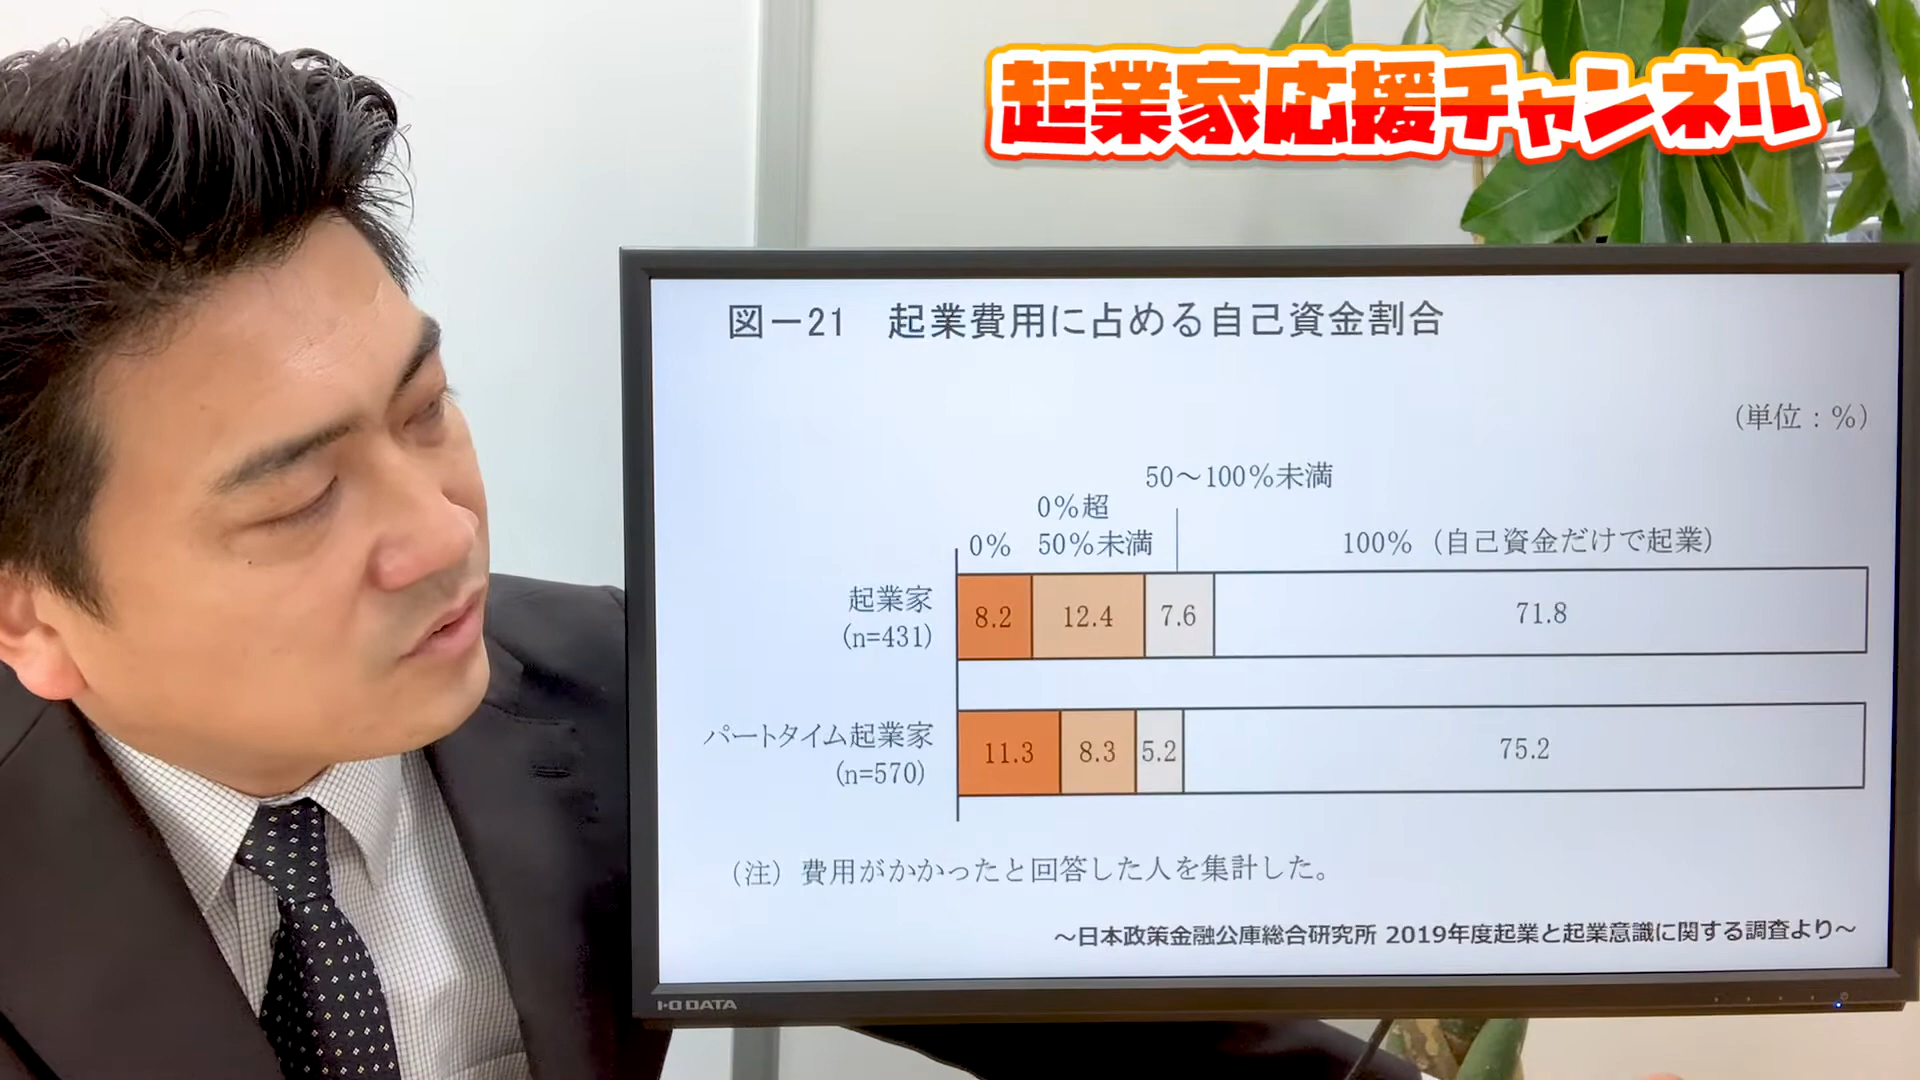 起業家応援チャンネル
図ー21　起業費用に占める自己資金割合
(単位：%)
50～100%未満
0%超
0% 50%未満 100%（自己資金だけで起業）
起業家
(n=431)
8.2 12.4 7.6 71.8
パートタイム起業家
(n=570)
11.3 8.3 5.2 75.2
（注）費用がかかったと回答した人を集計した。
～日本政策金融公庫総合研究所 2019年度起業と起業意識に関する調査より～
I-O DATA